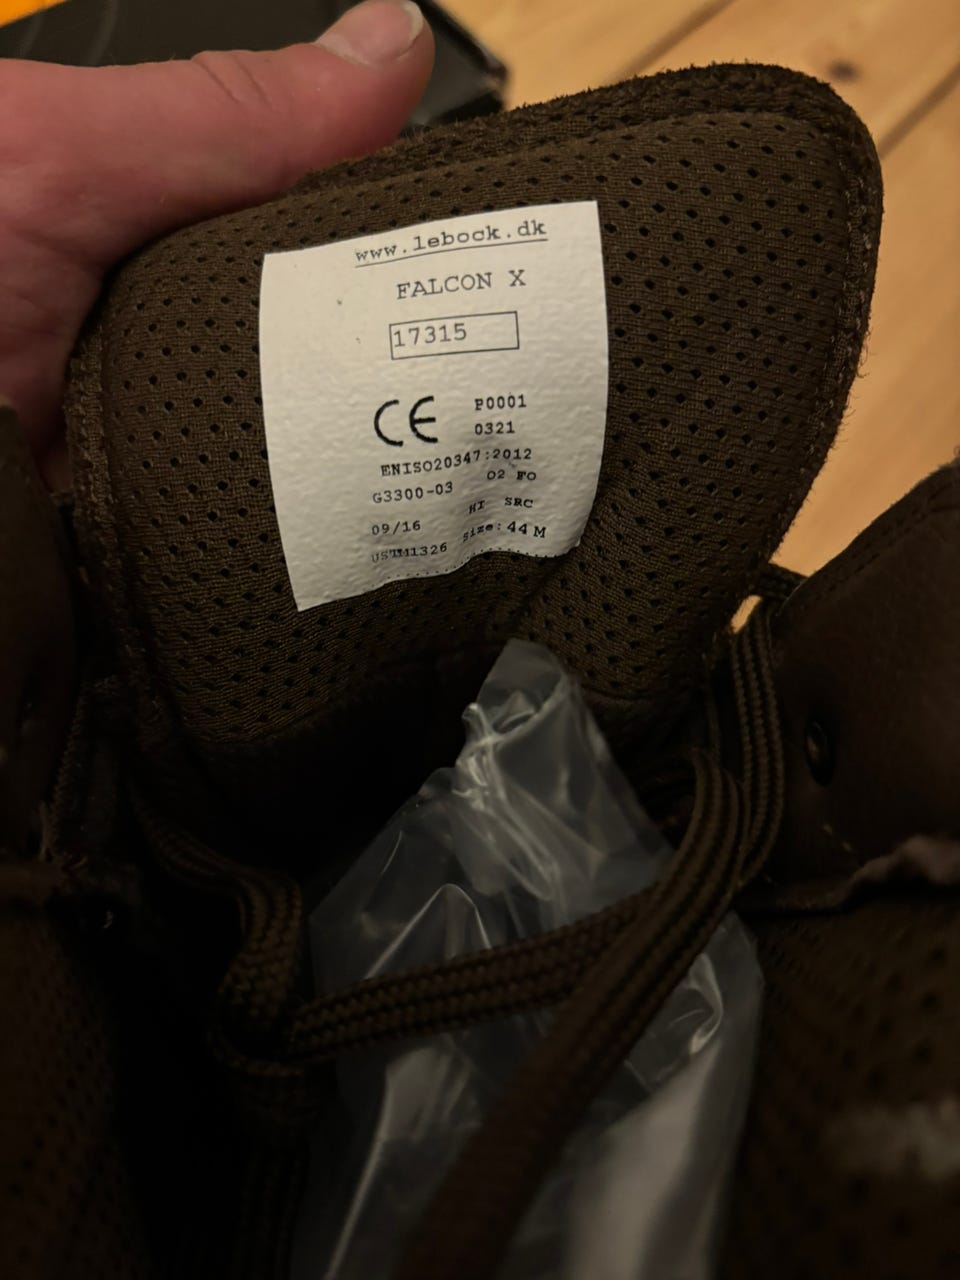 www.lebock.dk
FALCON X
17315
CE P0001
0321
ENISO20347:2012
G3300-03 O2 FO
HI SRC
09/16
USTM1326 Size: 44 M